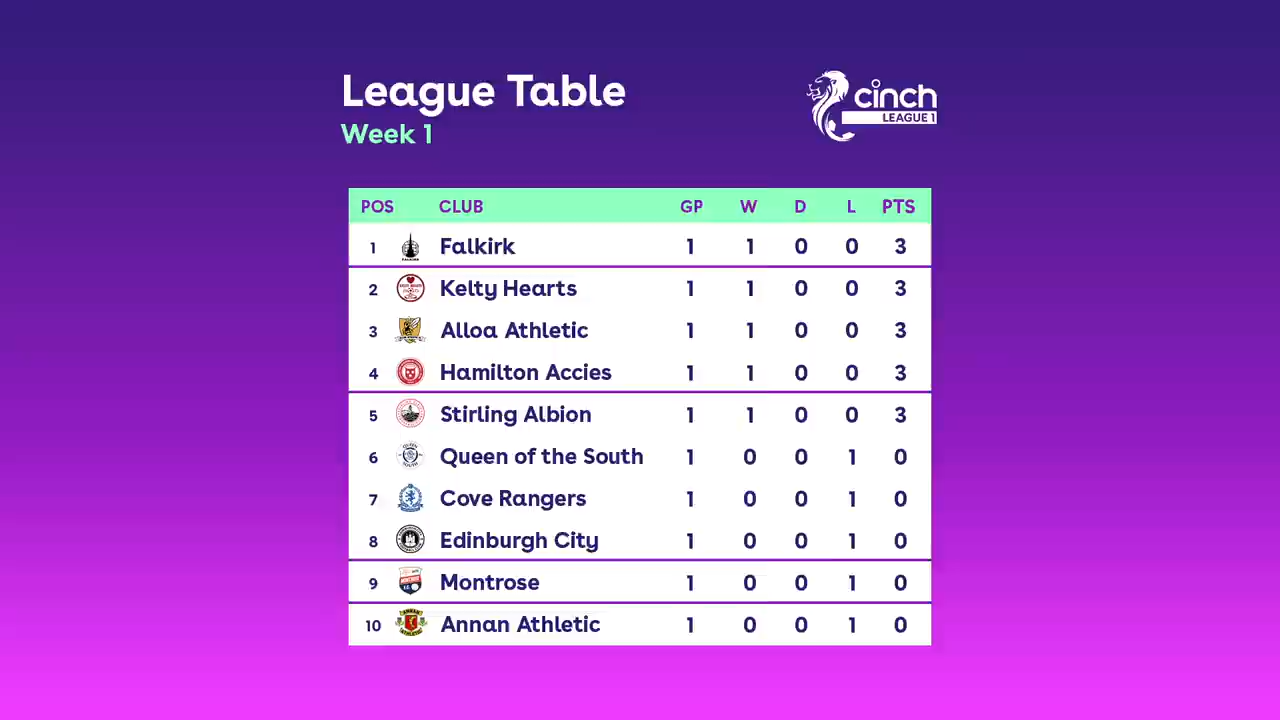 League Table
Week 1
cinch
LEAGUE 1
POS CLUB GP W D L PTS
1 Falkirk 1 1 0 0 3
2 Kelty Hearts 1 1 0 0 3
3 Alloa Athletic 1 1 0 0 3
4 Hamilton Accies 1 1 0 0 3
5 Stirling Albion 1 1 0 0 3
6 Queen of the South 1 0 0 1 0
7 Cove Rangers 1 0 0 1 0
8 Edinburgh City 1 0 0 1 0
9 Montrose 1 0 0 1 0
10 Annan Athletic 1 0 0 1 0